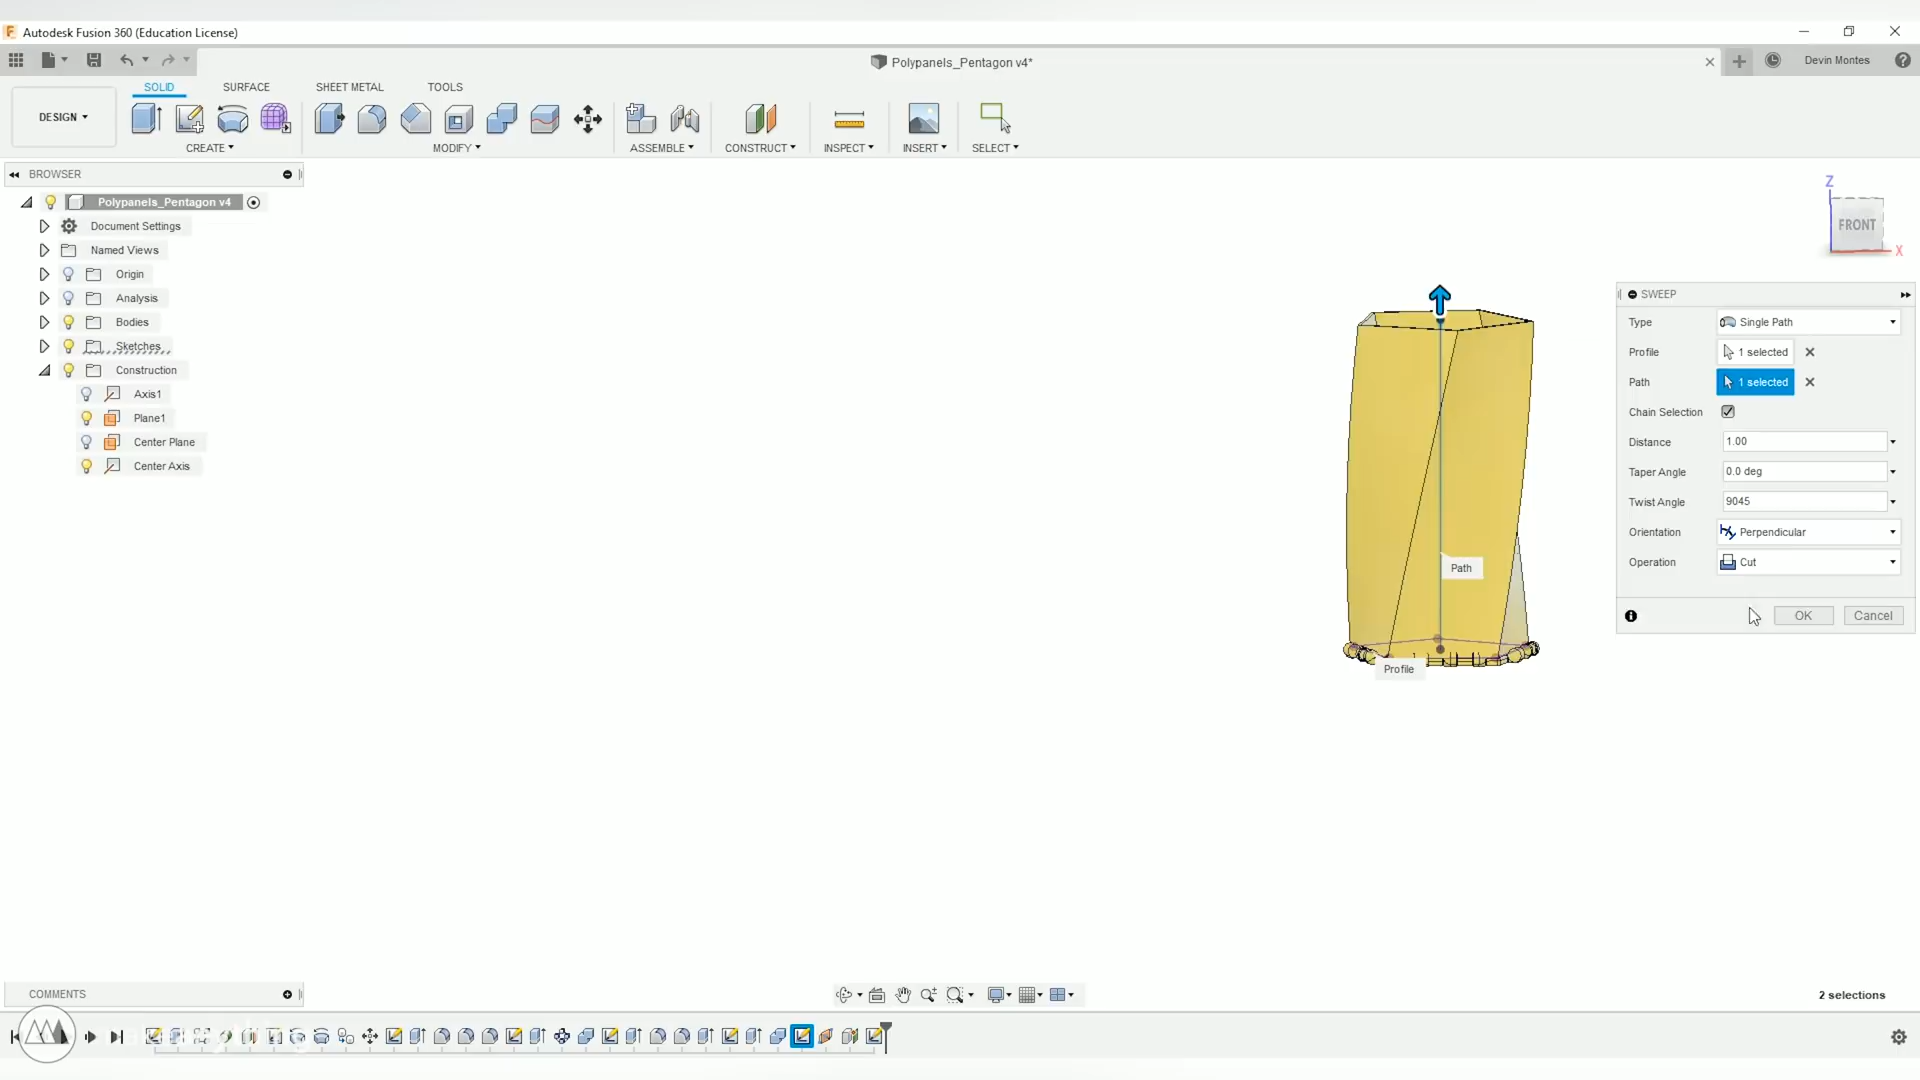 Autodesk Fusion 360 (Education License)
Polypanels_Pentagon v4*
Devin Montes
SOLID
SURFACE
SHEET METAL
TOOLS
DESIGN
CREATE
MODIFY
ASSEMBLE
CONSTRUCT
INSPECT
INSERT
SELECT
BROWSER
Polypanels_Pentagon v4
Document Settings
Named Views
Origin
Analysis
Bodies
Sketches
Construction
Axis1
Plane1
Center Plane
Center Axis
Z
FRONT
X
SWEEP
Type Single Path
Profile 1 selected
Path 1 selected
Chain Selection
Distance 1.00
Taper Angle 0.0 deg
Twist Angle 9045
Orientation Perpendicular
Operation Cut
OK Cancel
Path
Profile
COMMENTS
2 selections